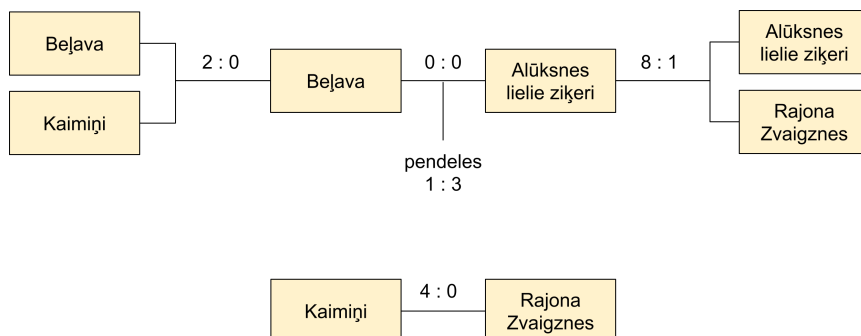 Beļava
Kaimiņi
2 : 0
Beļava
0 : 0
pendeles
1 : 3
Alūksnes
lielie ziķeri
8 : 1
Alūksnes
lielie ziķeri
Rajona
Zvaigznes
Kaimiņi
4 : 0
Rajona
Zvaigznes